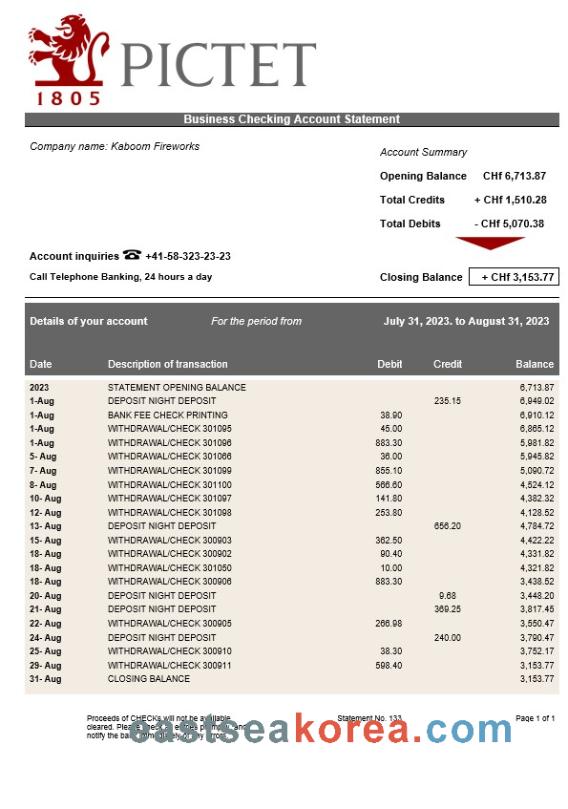 PICTET
1805
Business Checking Account Statement
Company name: Kaboom Fireworks
Account Summary
Opening Balance CHf 6,713.87
Total Credits + CHf 1,510.28
Total Debits - CHf 5,070.38
Account inquiries ☎ +41-58-323-23-23
Call Telephone Banking, 24 hours a day
Closing Balance + CHf 3,153.77
Details of your account For the period from July 31, 2023. to August 31, 2023
Date Description of transaction Debit Credit Balance
2023 STATEMENT OPENING BALANCE 6,713.87
1-Aug DEPOSIT NIGHT DEPOSIT 235.15 6,949.02
1-Aug BANK FEE CHECK PRINTING 38.90 6,910.12
1-Aug WITHDRAWAL/CHECK 301095 45.00 6,865.12
1-Aug WITHDRAWAL/CHECK 301096 883.30 5,981.82
5- Aug WITHDRAWAL/CHECK 301066 36.00 5,945.82
7- Aug WITHDRAWAL/CHECK 301099 855.10 5,090.72
8- Aug WITHDRAWAL/CHECK 301100 566.60 4,524.12
10- Aug WITHDRAWAL/CHECK 301097 141.80 4,382.32
12- Aug WITHDRAWAL/CHECK 301098 253.80 4,128.52
13- Aug DEPOSIT NIGHT DEPOSIT 656.20 4,784.72
15- Aug WITHDRAWAL/CHECK 300903 362.50 4,422.22
18- Aug WITHDRAWAL/CHECK 300902 90.40 4,331.82
18- Aug WITHDRAWAL/CHECK 301050 10.00 4,321.82
18- Aug WITHDRAWAL/CHECK 300906 883.30 3,438.52
20- Aug DEPOSIT NIGHT DEPOSIT 9.68 3,448.20
21- Aug DEPOSIT NIGHT DEPOSIT 369.25 3,817.45
22- Aug WITHDRAWAL/CHECK 300905 266.98 3,550.47
24- Aug DEPOSIT NIGHT DEPOSIT 240.00 3,790.47
25- Aug WITHDRAWAL/CHECK 300910 38.30 3,752.17
29- Aug WITHDRAWAL/CHECK 300911 598.40 3,153.77
31- Aug CLOSING BALANCE 3,153.77
Proceeds of CHECKs will not be available Statement No. 133 Page 1 of 1
cleared. Please
notify the
eastseakorea.com